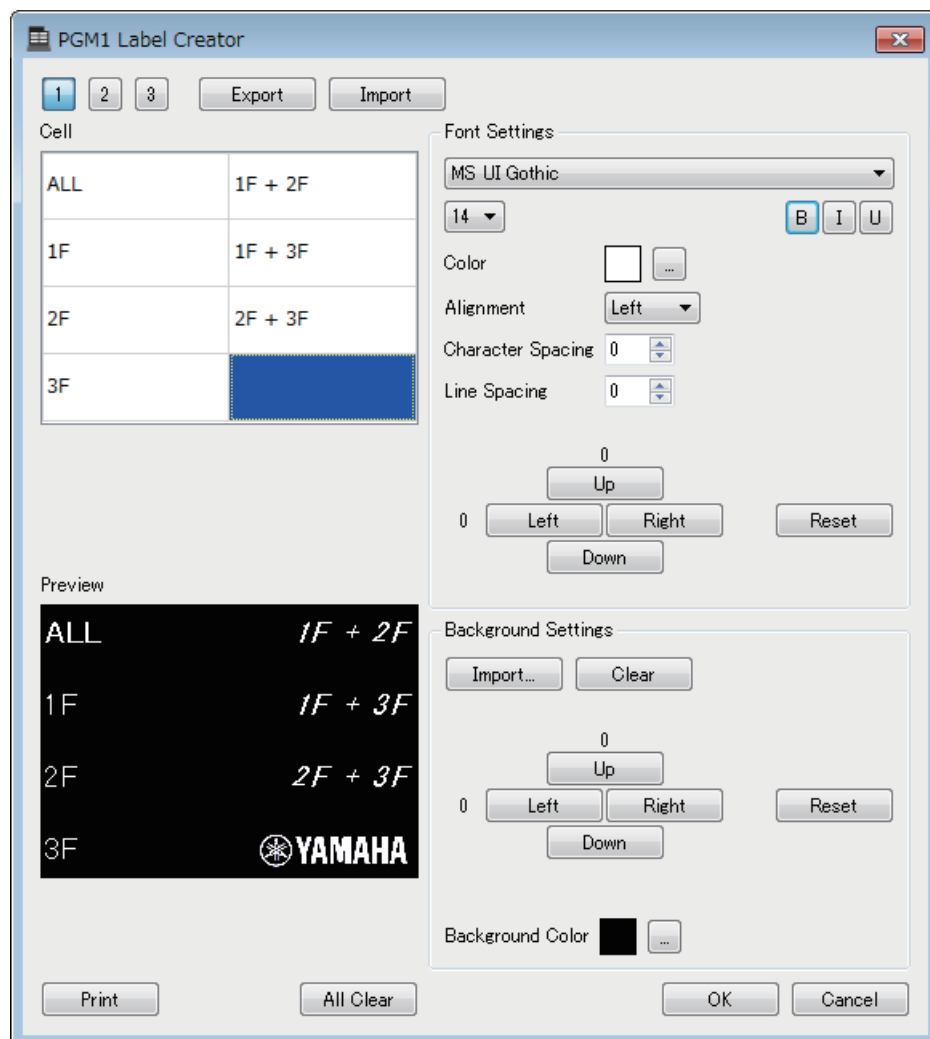 PGM1 Label Creator
1 2 3 Export Import
Cell
ALL 1F + 2F
1F 1F + 3F
2F 2F + 3F
3F
Font Settings
MS UI Gothic
14 B I U
Color ...
Alignment Left
Character Spacing 0
Line Spacing 0
0
Up
0 Left Right Reset
Down
Preview
ALL 1F + 2F
1F 1F + 3F
2F 2F + 3F
3F YAMAHA
Background Settings
Import... Clear
0
Up
0 Left Right Reset
Down
Background Color ...
Print All Clear OK Cancel